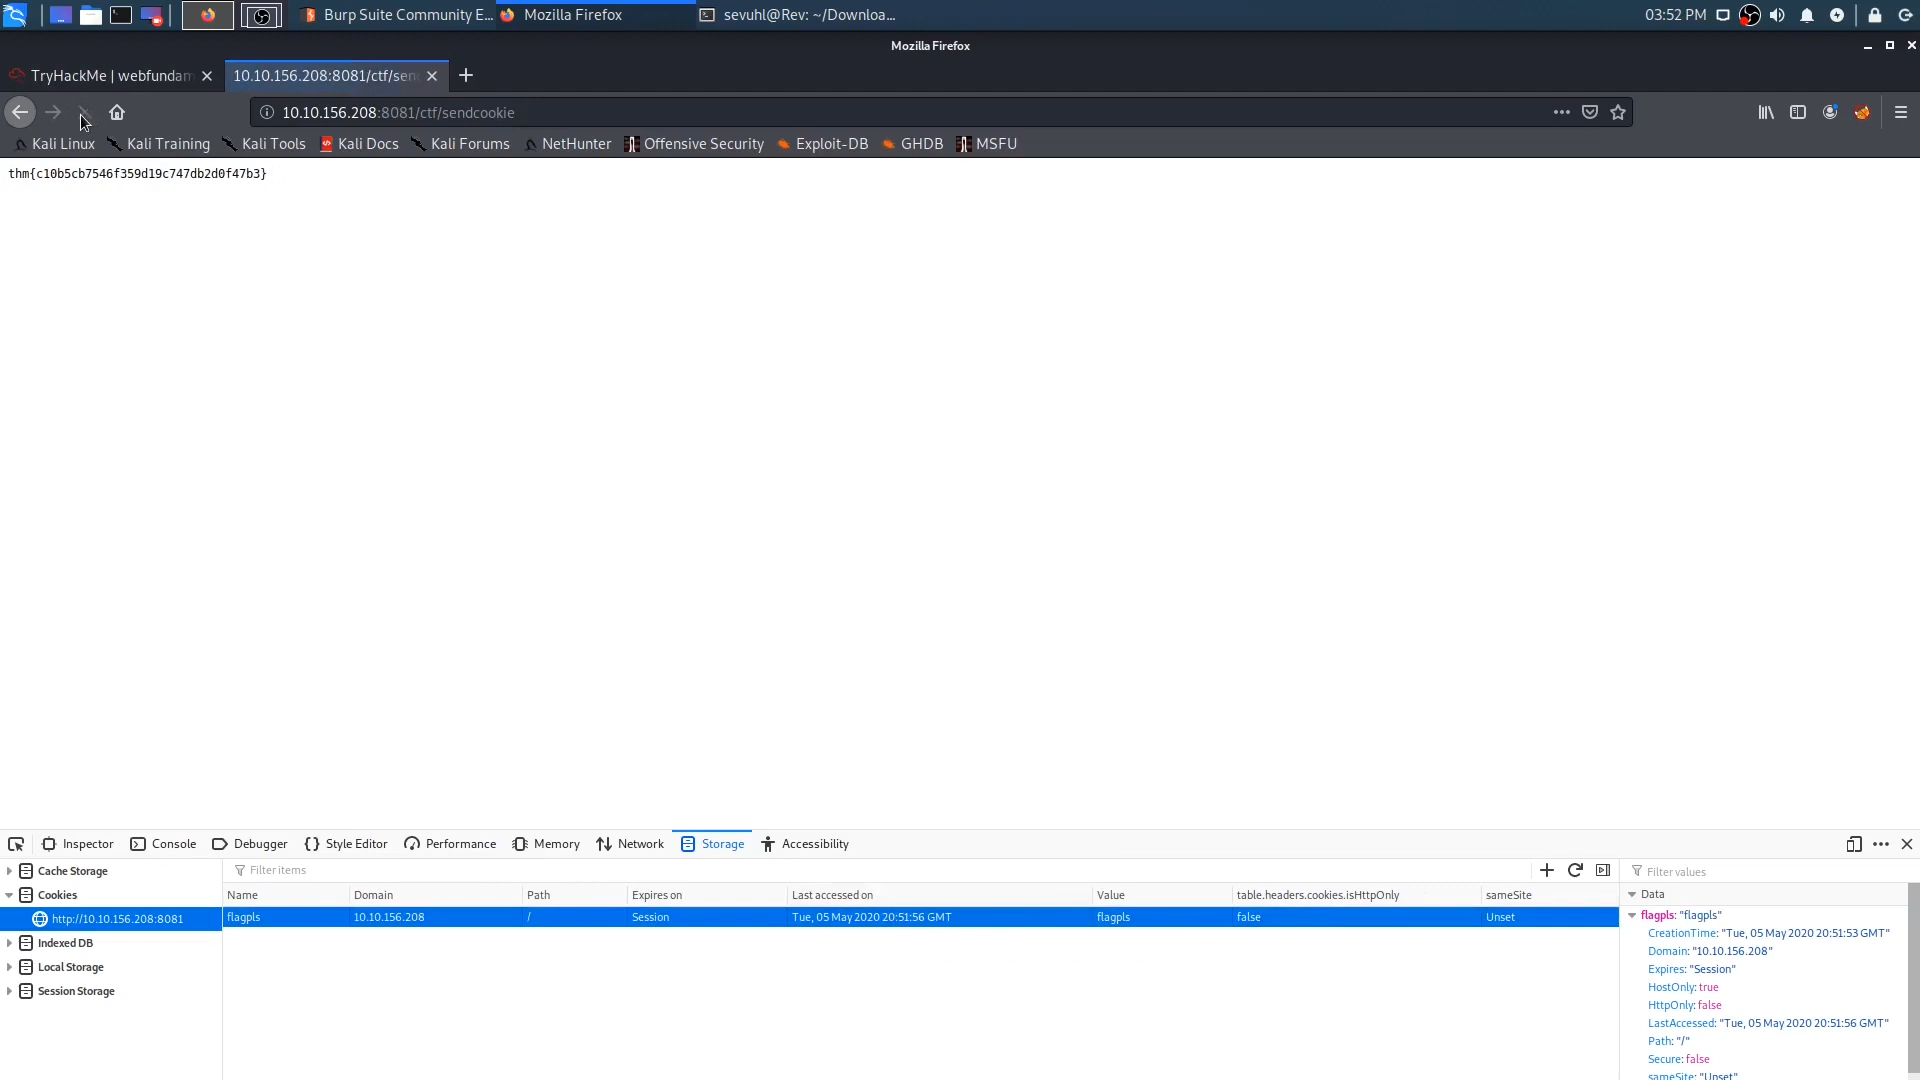 Burp Suite Community E... Mozilla Firefox sevuhl@Rev: ~/Downloa... 03:52 PM
Mozilla Firefox
TryHackMe | webfundam 10.10.156.208:8081/ctf/sen
10.10.156.208:8081/ctf/sendcookie
Kali Linux Kali Training Kali Tools Kali Docs Kali Forums NetHunter Offensive Security Exploit-DB GHDB MSFU
thm{c10b5cb7546f359d19c747db2d0f47b3}
Inspector Console Debugger Style Editor Performance Memory Network Storage Accessibility
Cache Storage Filter items Filter values
Cookies Name Domain Path Expires on Last accessed on Value table.headers.cookies.isHttpOnly sameSite Data
http://10.10.156.208:8081 flagpls 10.10.156.208 / Session Tue, 05 May 2020 20:51:56 GMT flagpls false Unset flagpls: "flagpls"
CreationTime: "Tue, 05 May 2020 20:51:53 GMT"
Indexed DB Domain: "10.10.156.208"
Local Storage Expires: "Session"
Session Storage HostOnly: true
HttpOnly: false
LastAccessed: "Tue, 05 May 2020 20:51:56 GMT"
Path: "/"
Secure: false
sameSite: "Unset"